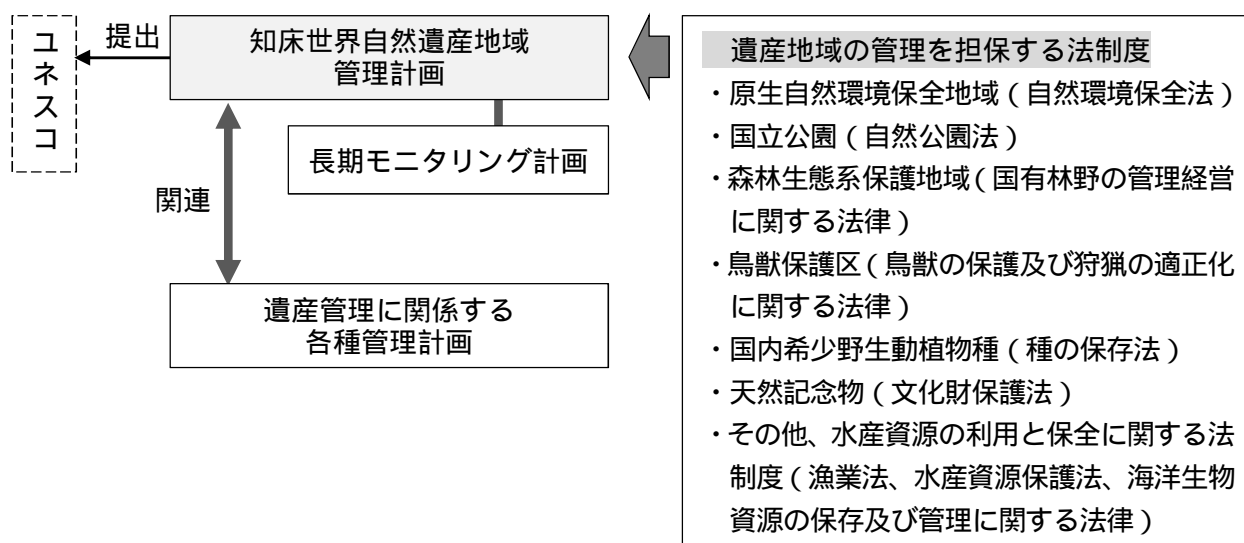 ユネスコ
提出
知床世界自然遺産地域
管理計画
長期モニタリング計画
関連
遺産管理に関係する
各種管理計画
遺産地域の管理を担保する法制度
・原生自然環境保全地域(自然環境保全法)
・国立公園(自然公園法)
・森林生態系保護地域(国有林野の管理経営
に関する法律)
・鳥獣保護区(鳥獣の保護及び狩猟の適正化
に関する法律)
・国内希少野生動植物種(種の保存法)
・天然記念物(文化財保護法)
・その他、水産資源の利用と保全に関する法
制度(漁業法、水産資源保護法、海洋生物
資源の保存及び管理に関する法律)